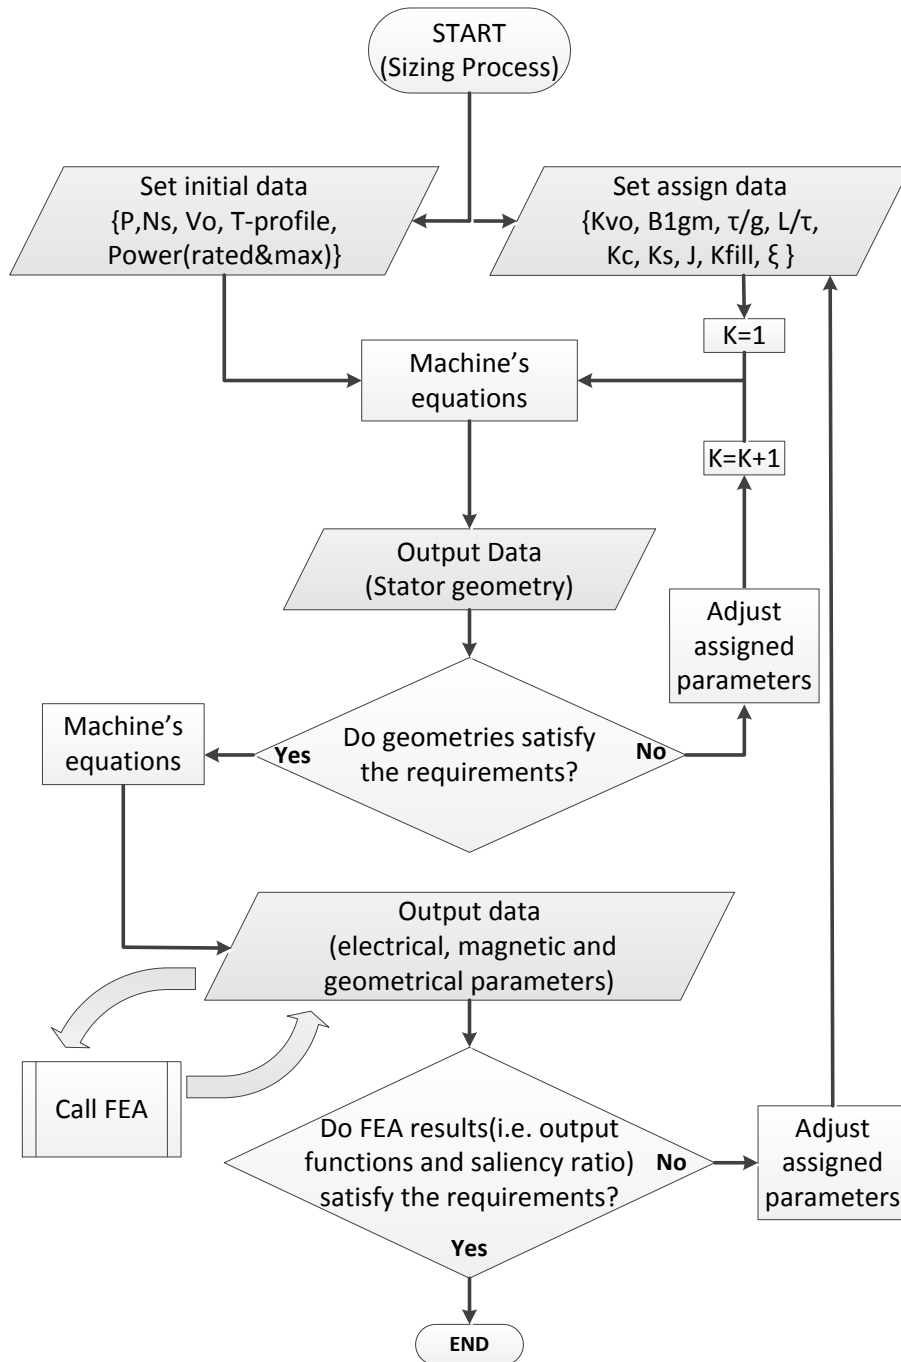 START
(Sizing Process)
Set initial data
{P,Ns, Vo, T-profile,
Power(rated&max)}
Set assign data
{Kvo, B1gm, τ/g, L/τ,
Kc, Ks, J, Kfill, ξ }
K=1
Machine's
equations
K=K+1
Output Data
(Stator geometry)
Adjust
assigned
parameters
Machine's
equations
Yes
Do geometries satisfy
the requirements?
No
Output data
(electrical, magnetic and
geometrical parameters)
Call FEA
Do FEA results(i.e. output
functions and saliency ratio)
satisfy the requirements?
No
Adjust
assigned
parameters
Yes
END